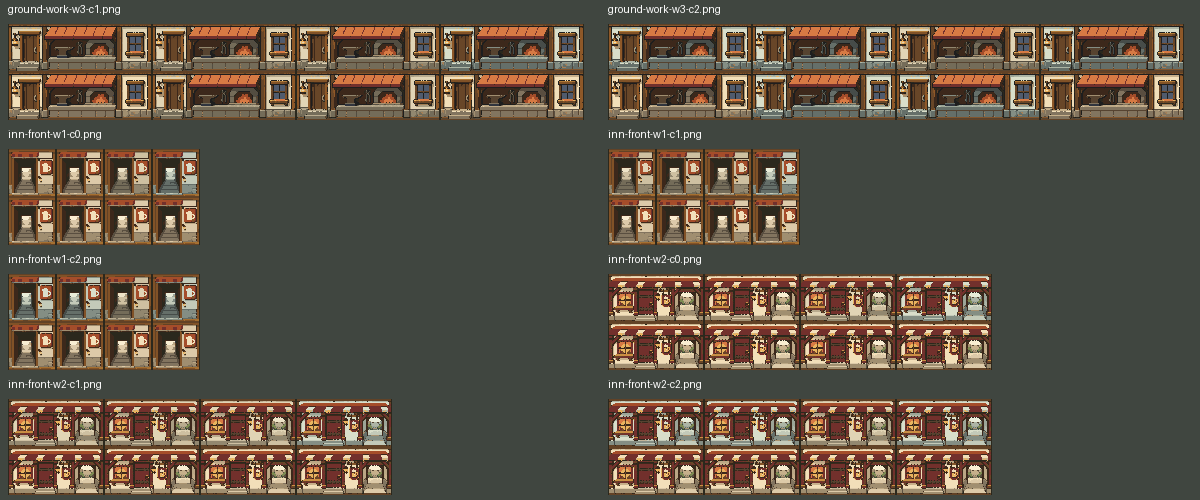 ground-work-w3-c1.png
ground-work-w3-c2.png
inn-front-w1-c0.png
inn-front-w1-c1.png
inn-front-w1-c2.png
inn-front-w2-c0.png
inn-front-w2-c1.png
inn-front-w2-c2.png